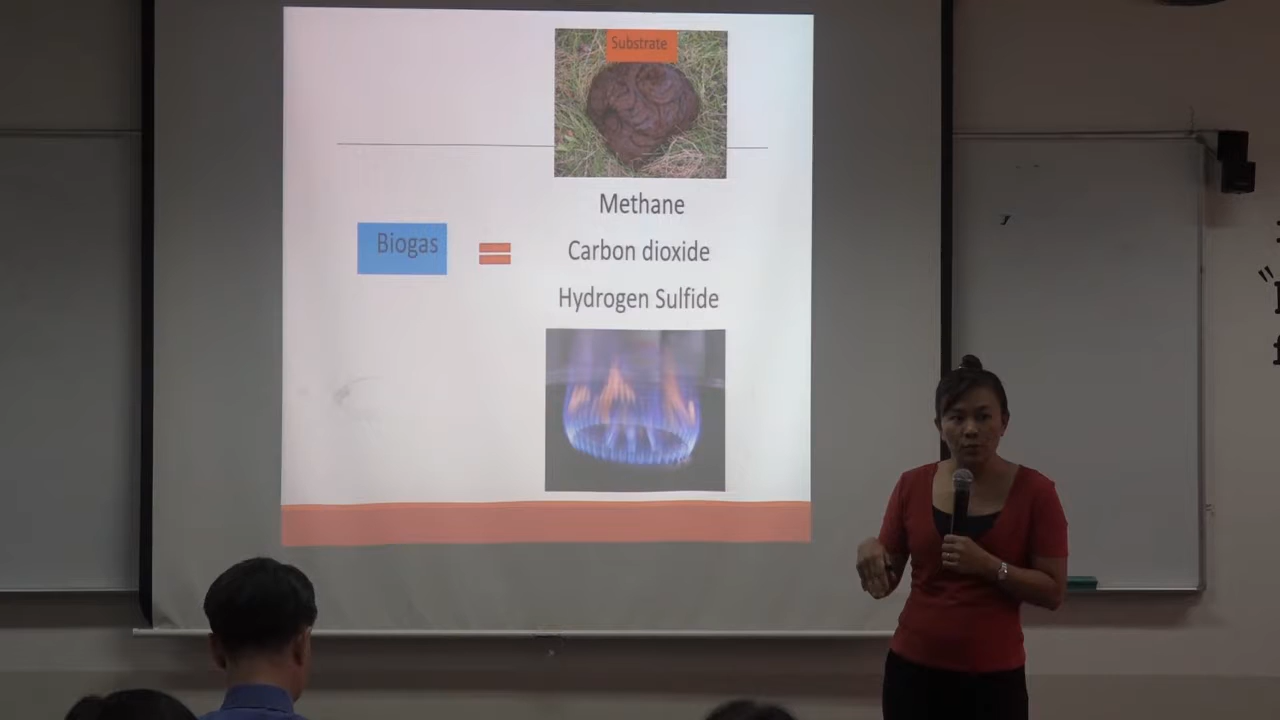 Substrate
Methane
Biogas
Carbon dioxide
Hydrogen Sulfide